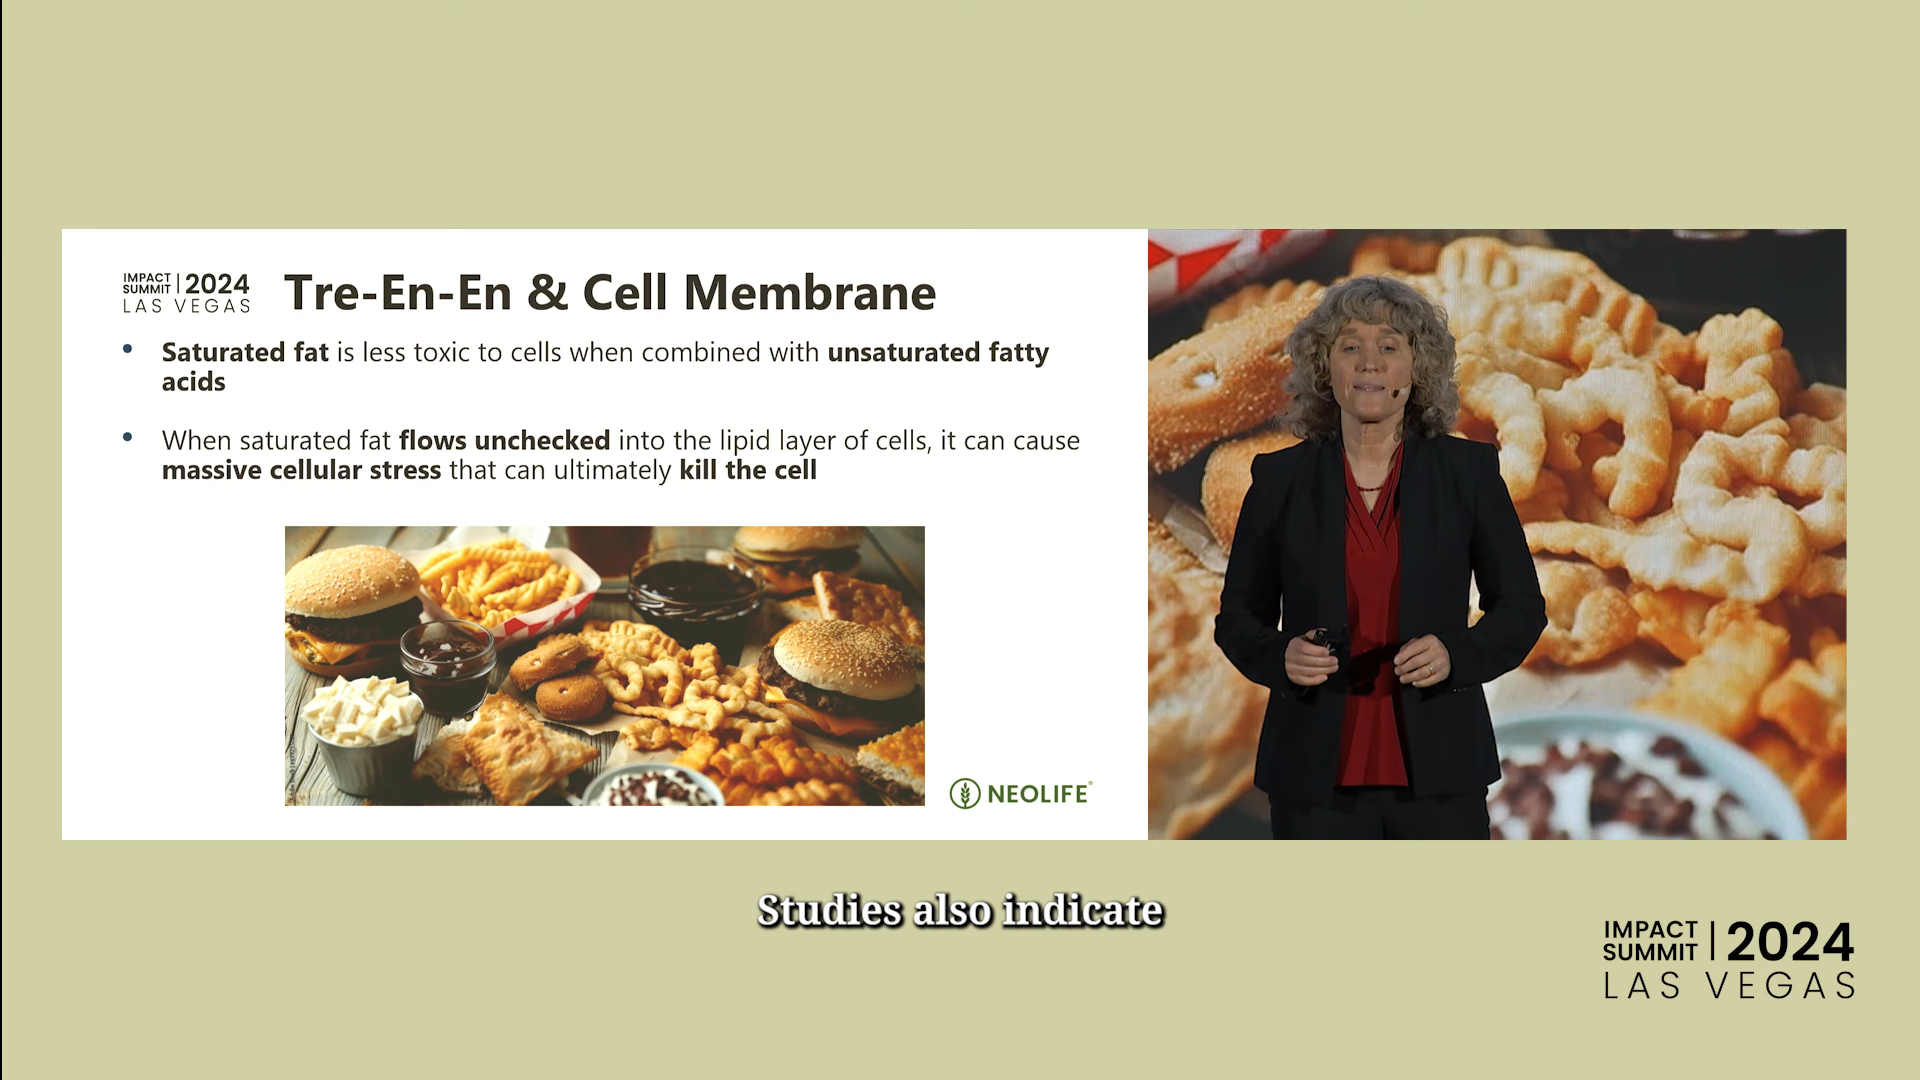 IMPACT
SUMMIT | 2024
LAS VEGAS
Tre-En-En & Cell Membrane
• Saturated fat is less toxic to cells when combined with unsaturated fatty
acids
• When saturated fat flows unchecked into the lipid layer of cells, it can cause
massive cellular stress that can ultimately kill the cell
NEOLIFE®
Studies also indicate
IMPACT
SUMMIT | 2024
LAS VEGAS